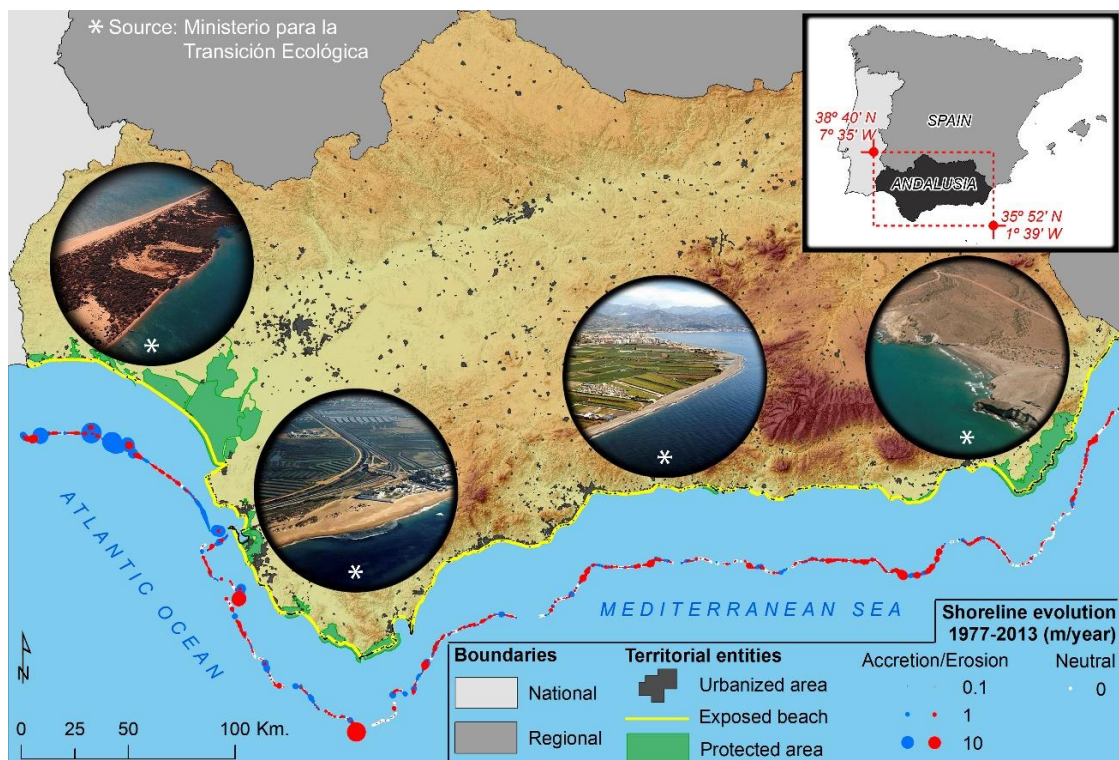 * Source: Ministerio para la
Transición Ecológica
38º 40' N
7º 35' W
SPAIN
ANDALUSIA
35º 52' N
1º 39' W
*
*
*
*
ATLANTIC OCEAN
MEDITERRANEAN SEA
N
0
50
100 Km.
Boundaries
National
Regional
Territorial entities
Urbanized area
Exposed beach
Protected area
Shoreline evolution
1977-2013 (m/year)
Accretion/Erosion
Neutral
0.1
0
1
10